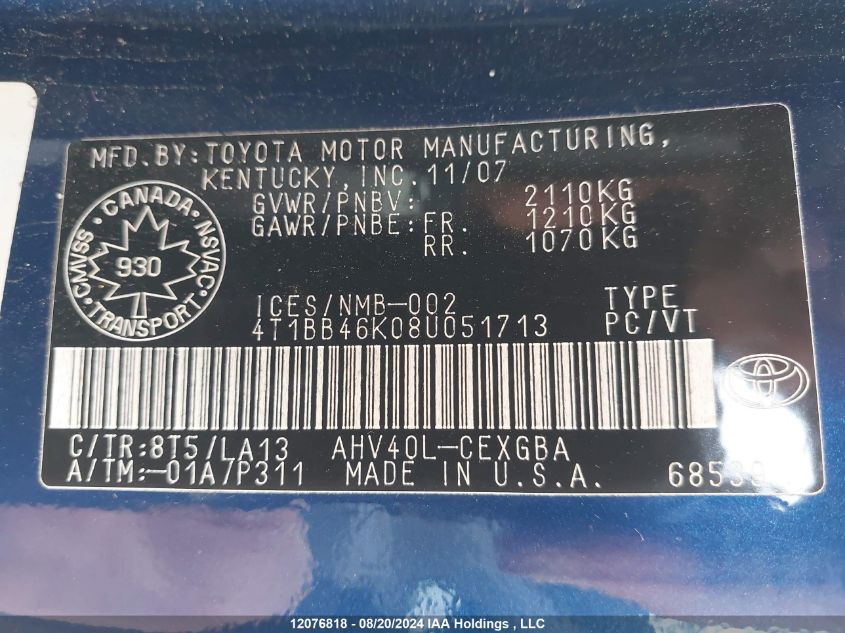 MFD.BY:TOYOTA MOTOR MANUFACTURING,
KENTUCKY,INC.11/07
GVWR/PNBV: 2110KG
GAWR/PNBE:FR. 1210KG
RR. 1070KG
CANADA
CMVSS NSVAC
930
TRANSPORT
ICES/NMB-002 TYPE
4T1BB46K08U051713 PC/VT
C/TR:8T5/LA13 AHV40L-CEXGBA
A/TM:-01A/P311 MADE IN U.S.A.
12076818 - 08/20/2024 IAA Holdings , LLC